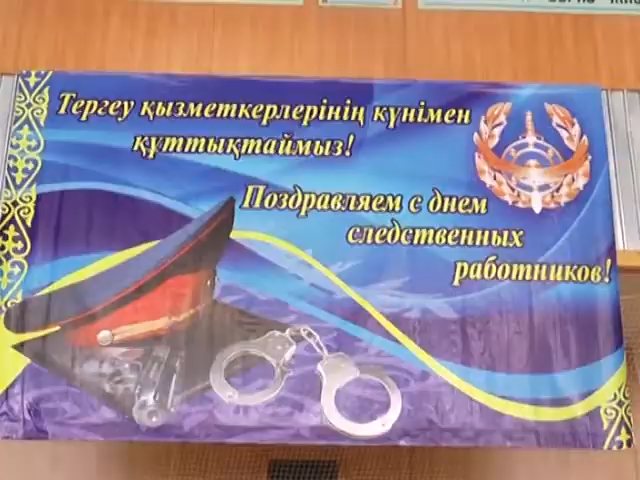 Тергеу қызметкерлерінің күнімен
құттықтаймыз!
Поздравляем с днем
следственных
работников!